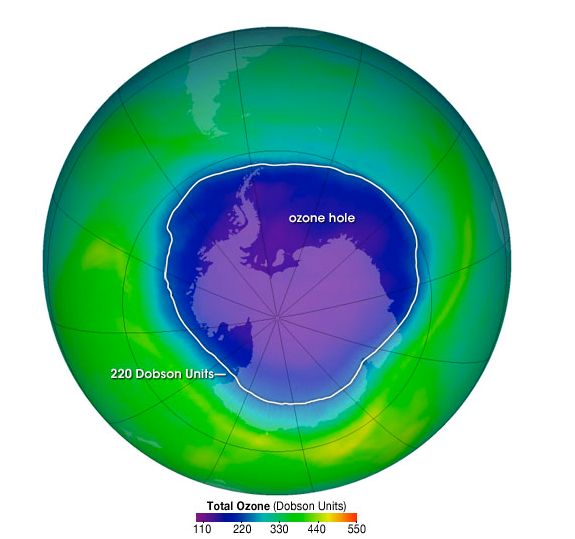 ozone hole
220 Dobson Units
Total Ozone (Dobson Units)
110 220 330 440 550